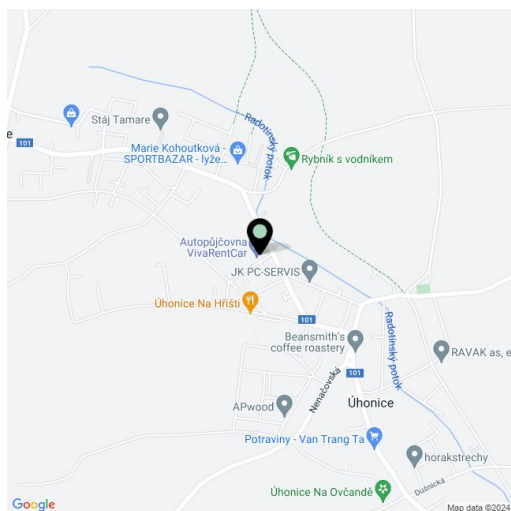 Stáj Tamare
e
101
Marie Kohoutková -
SPORTBAZAR - lyže...
Radotínský potok
Rybník s vodníkem
Autopůjčovna
VivaRentCar
JK PC-SERVIS
Úhonice Na Hřišti
101
Beansmith's
coffee roastery
Radotínský potok
RAVAK as, e
101
Nenačovská
APwood
Úhonice
Potraviny - Van Trang Ta
horakstrechy
Dušnická
Úhonice Na Ovčandě
Google
Map data ©2024